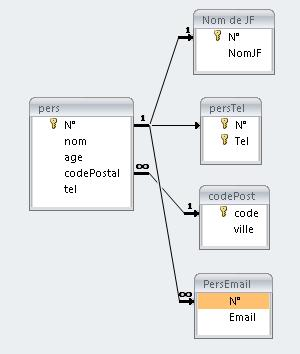 Nom de JF
1
N°
NomJF
pers
N°
nom
age
codePostal
tel
1
∞
persTel
N°
Tel
codePost
1
code
ville
PersEmail
∞
N°
Email